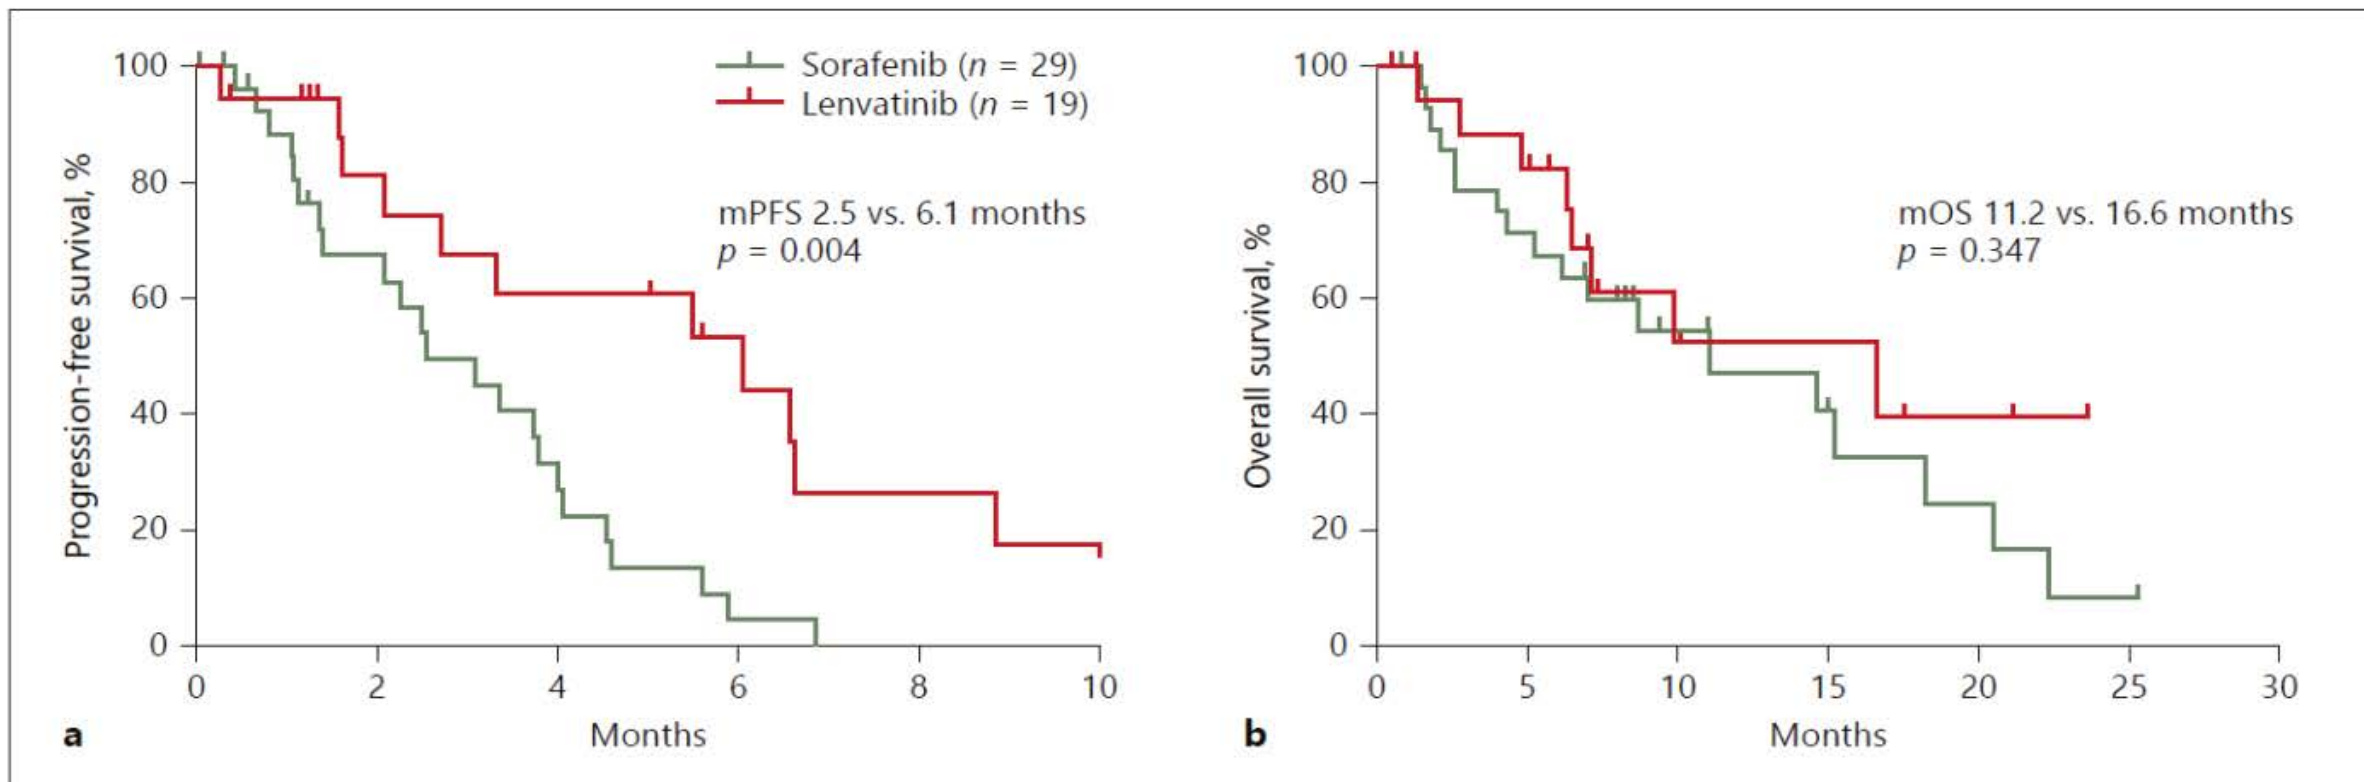 100
80
60
40
20
0
Progression-free survival, %
Sorafenib (n = 29)
Lenvatinib (n = 19)
mPFS 2.5 vs. 6.1 months
p = 0.004
0 2 4 6 8 10
Months
a
100
80
60
40
20
0
Overall survival, %
mOS 11.2 vs. 16.6 months
p = 0.347
0 5 10 15 20 25 30
Months
b